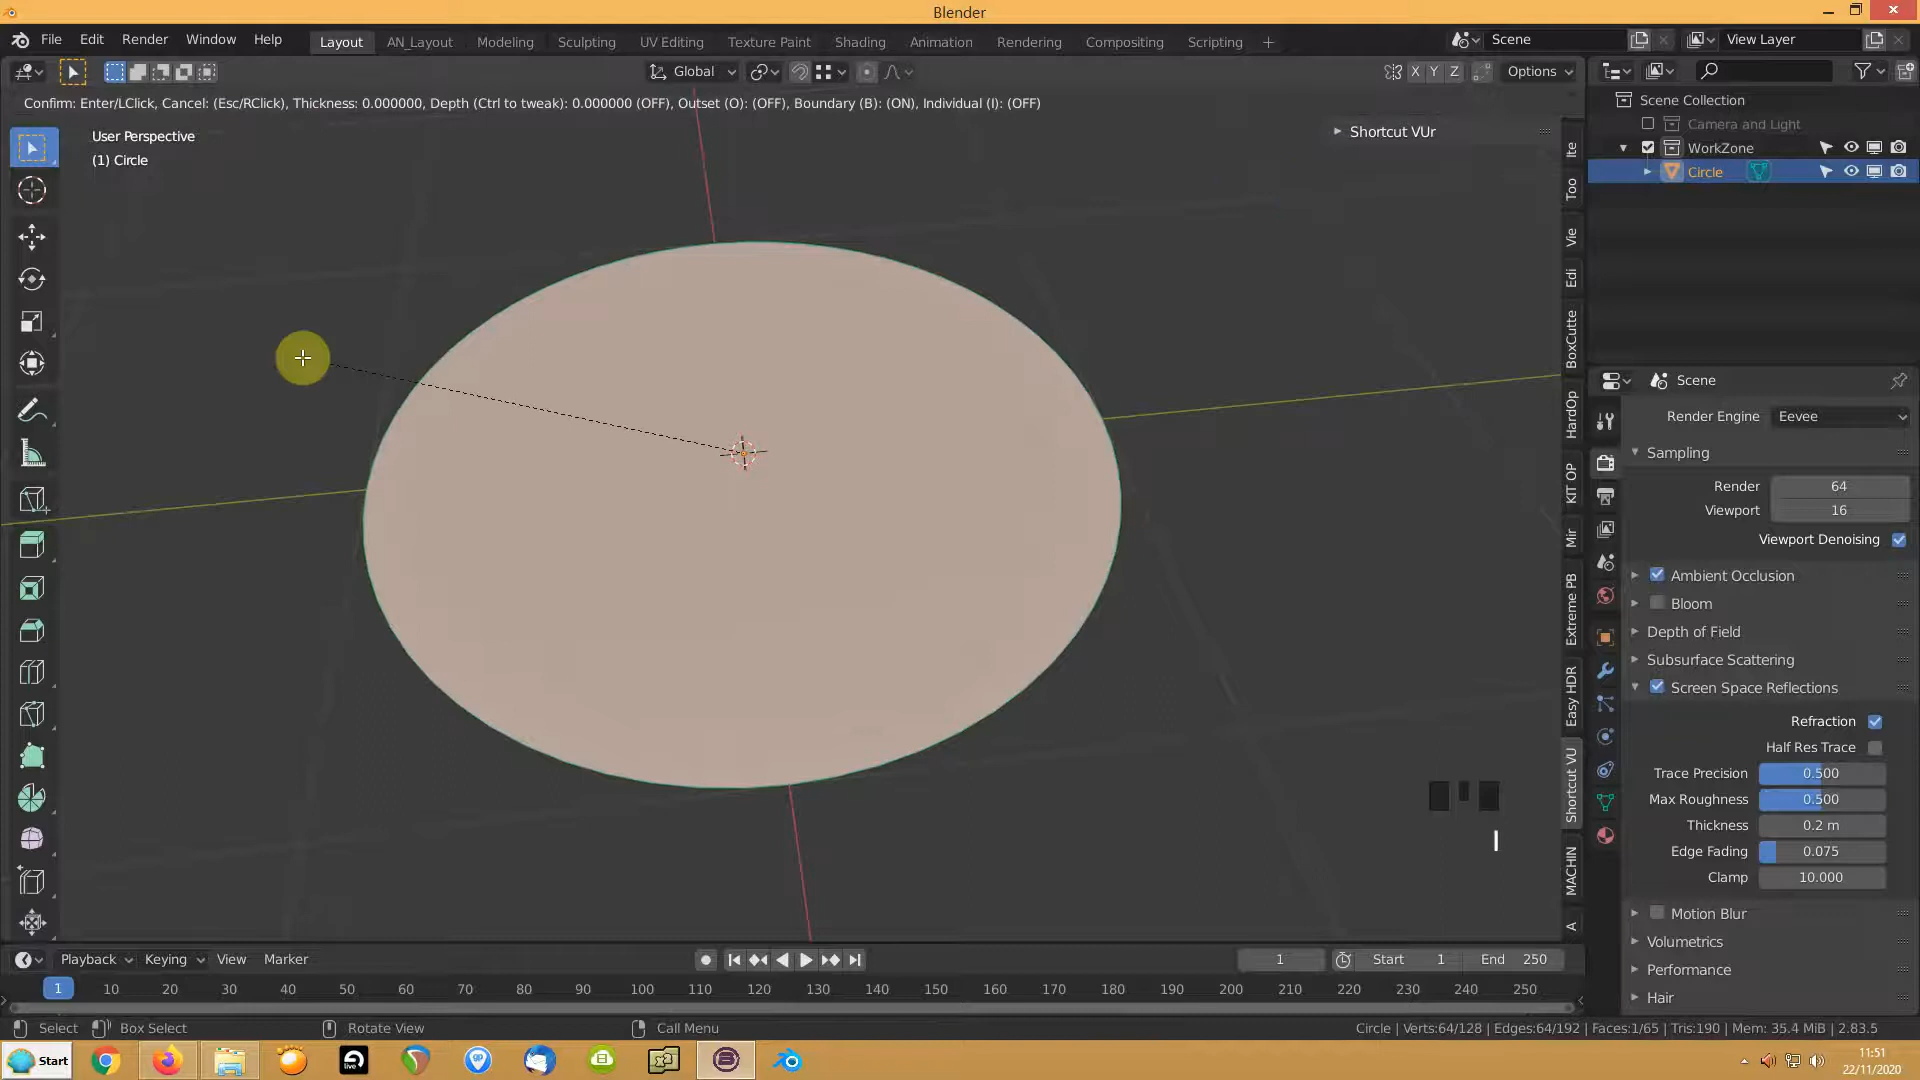 Blender
File Edit Render Window Help
Layout AN_Layout Modeling Sculpting UV Editing Texture Paint Shading Animation Rendering Compositing Scripting +
Scene
View Layer
Global
X Y Z
Options
Confirm: Enter/LClick, Cancel: (Esc/RClick), Thickness: 0.000000, Depth (Ctrl to tweak): 0.000000 (OFF), Outset (O): (OFF), Boundary (B): (ON), Individual (I): (OFF)
User Perspective
(1) Circle
Shortcut VUr
Ite
Too
Vie
Edi
BoxCutte
HardOp
KIT OP
Mir
Extreme PB
Easy HDR
Shortcut VU
MACHIN
A
I
Scene Collection
Camera and Light
WorkZone
Circle
Scene
Render Engine Eevee
Sampling
Render 64
Viewport 16
Viewport Denoising
Ambient Occlusion
Bloom
Depth of Field
Subsurface Scattering
Screen Space Reflections
Refraction
Half Res Trace
Trace Precision 0.500
Max Roughness 0.500
Thickness 0.2 m
Edge Fading 0.075
Clamp 10.000
Motion Blur
Volumetrics
Performance
Hair
Playback Keying View Marker
1 Start 1 End 250
1 10 20 30 40 50 60 70 80 90 100 110 120 130 140 150 160 170 180 190 200 210 220 230 240 250
Select Box Select Rotate View Call Menu
Circle | Verts:64/128 | Edges:64/192 | Faces:1/65 | Tris:190 | Mem: 35.4 MiB | 2.83.5
Start
live
11:51
22/11/2020